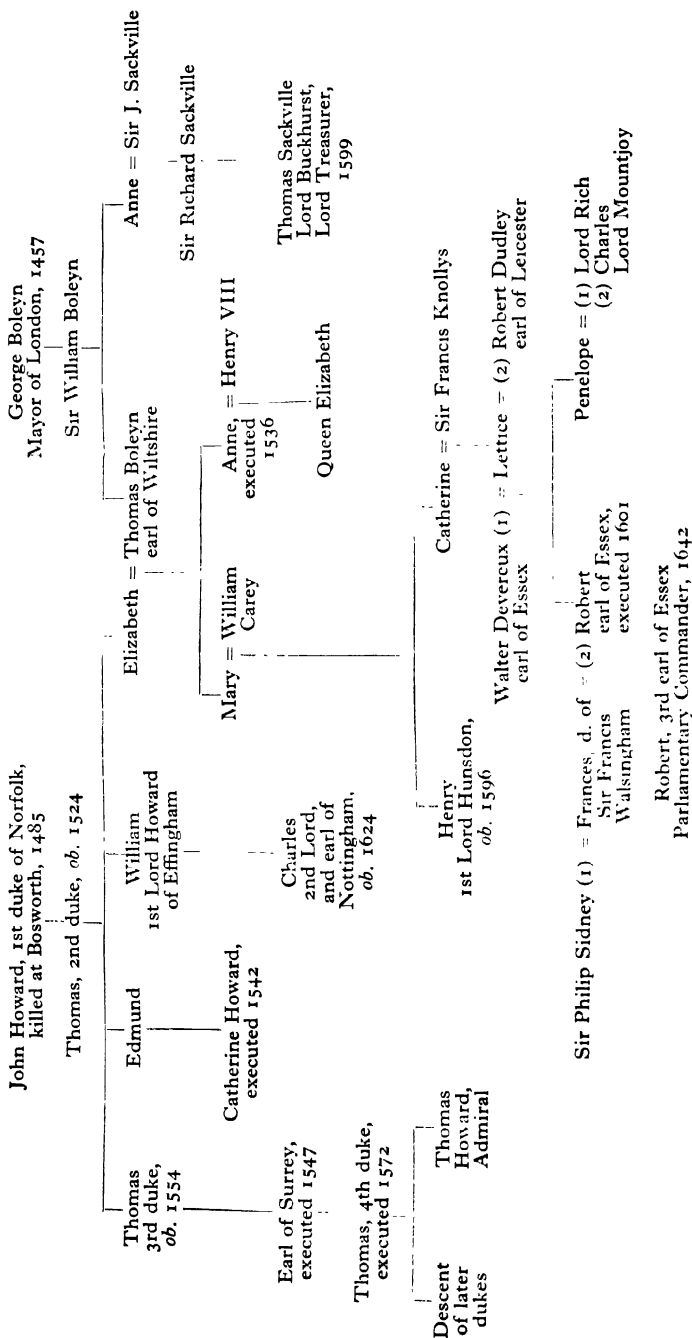 John Howard, 1st duke of Norfolk,
killed at Bosworth, 1485
George Boleyn
Mayor of London, 1457
Thomas, 2nd duke, ob. 1524
Sir William Boleyn
Thomas
3rd duke,
ob. 1554
Edmund
William
1st Lord Howard
of Effingham
Elizabeth = Thomas Boleyn
earl of Wiltshire
Anne = Sir J. Sackville
Catherine Howard,
executed 1542
Mary = William
Carey
Anne, = Henry VIII
executed
1536
Sir Richard Sackville
Earl of Surrey,
executed 1547
Charles
2nd Lord,
and earl of
Nottingham,
ob. 1624
Queen Elizabeth
Thomas Sackville
Lord Buckhurst,
Lord Treasurer,
1599
Thomas, 4th duke,
executed 1572
Descent
of later
dukes
Thomas
Howard,
Admiral
Henry
1st Lord Hunsdon,
ob. 1596
Catherine = Sir Francis Knollys
Walter Devereux (1) = Lettice = (2) Robert Dudley
earl of Essex
earl of Leicester
Sir Philip Sidney (1) = Frances, d. of = (2) Robert
Sir Francis
Walsingham
earl of Essex,
executed 1601
Penelope = (1) Lord Rich
(2) Charles
Lord Mountjoy
Robert, 3rd earl of Essex
Parliamentary Commander, 1642